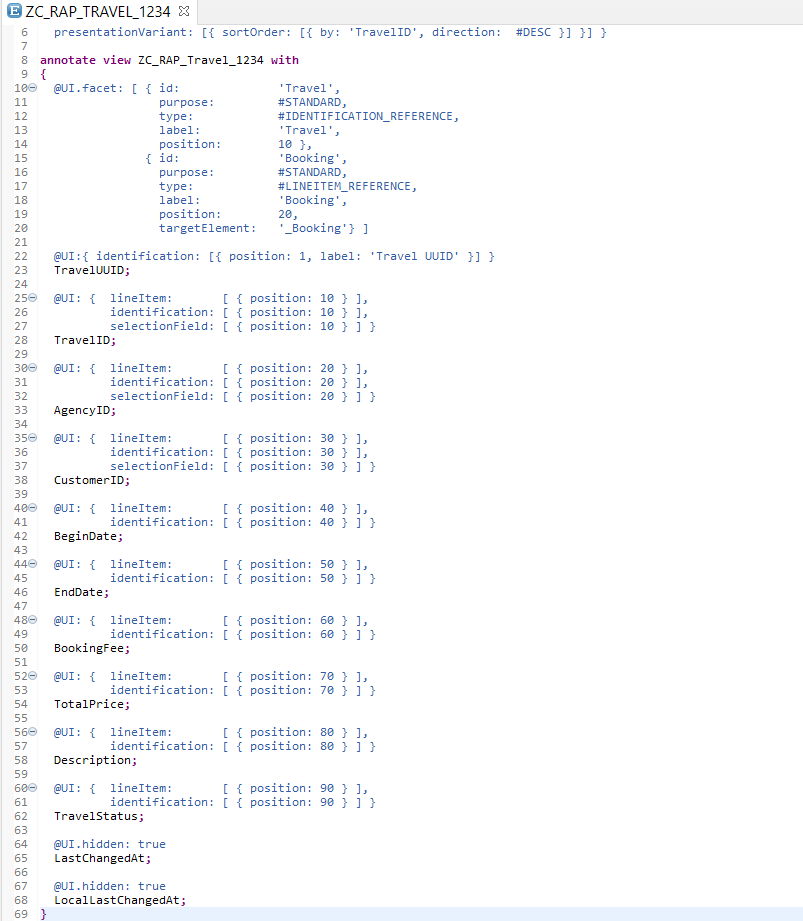 E ZC_RAP_TRAVEL_1234
6 presentationVariant: [{ sortOrder: [{ by: 'TravelID', direction:  #DESC }] }] }
7
8 annotate view ZC_RAP_Travel_1234 with
9 {
10 @UI.facet: [ { id:              'Travel',
11                purpose:         #STANDARD,
12                type:            #IDENTIFICATION_REFERENCE,
13                label:           'Travel',
14                position:        10 },
15              { id:              'Booking',
16                purpose:         #STANDARD,
17                type:            #LINEITEM_REFERENCE,
18                label:           'Booking',
19                position:        20,
20                targetElement:   '_Booking'} ]
21
22 @UI:{ identification: [{ position: 1, label: 'Travel UUID' }] }
23 TravelUUID;
24
25 @UI: {  lineItem:       [ { position: 10 } ],
26         identification: [ { position: 10 } ],
27         selectionField: [ { position: 10 } ] }
28 TravelID;
29
30 @UI: {  lineItem:       [ { position: 20 } ],
31         identification: [ { position: 20 } ],
32         selectionField: [ { position: 20 } ] }
33 AgencyID;
34
35 @UI: {  lineItem:       [ { position: 30 } ],
36         identification: [ { position: 30 } ],
37         selectionField: [ { position: 30 } ] }
38 CustomerID;
39
40 @UI: {  lineItem:       [ { position: 40 } ],
41         identification: [ { position: 40 } ] }
42 BeginDate;
43
44 @UI: {  lineItem:       [ { position: 50 } ],
45         identification: [ { position: 50 } ] }
46 EndDate;
47
48 @UI: {  lineItem:       [ { position: 60 } ],
49         identification: [ { position: 60 } ] }
50 BookingFee;
51
52 @UI: {  lineItem:       [ { position: 70 } ],
53         identification: [ { position: 70 } ] }
54 TotalPrice;
55
56 @UI: {  lineItem:       [ { position: 80 } ],
57         identification: [ { position: 80 } ] }
58 Description;
59
60 @UI: {  lineItem:       [ { position: 90 } ],
61         identification: [ { position: 90 } ] }
62 TravelStatus;
63
64 @UI.hidden: true
65 LastChangedAt;
66
67 @UI.hidden: true
68 LocalLastChangedAt;
69 }